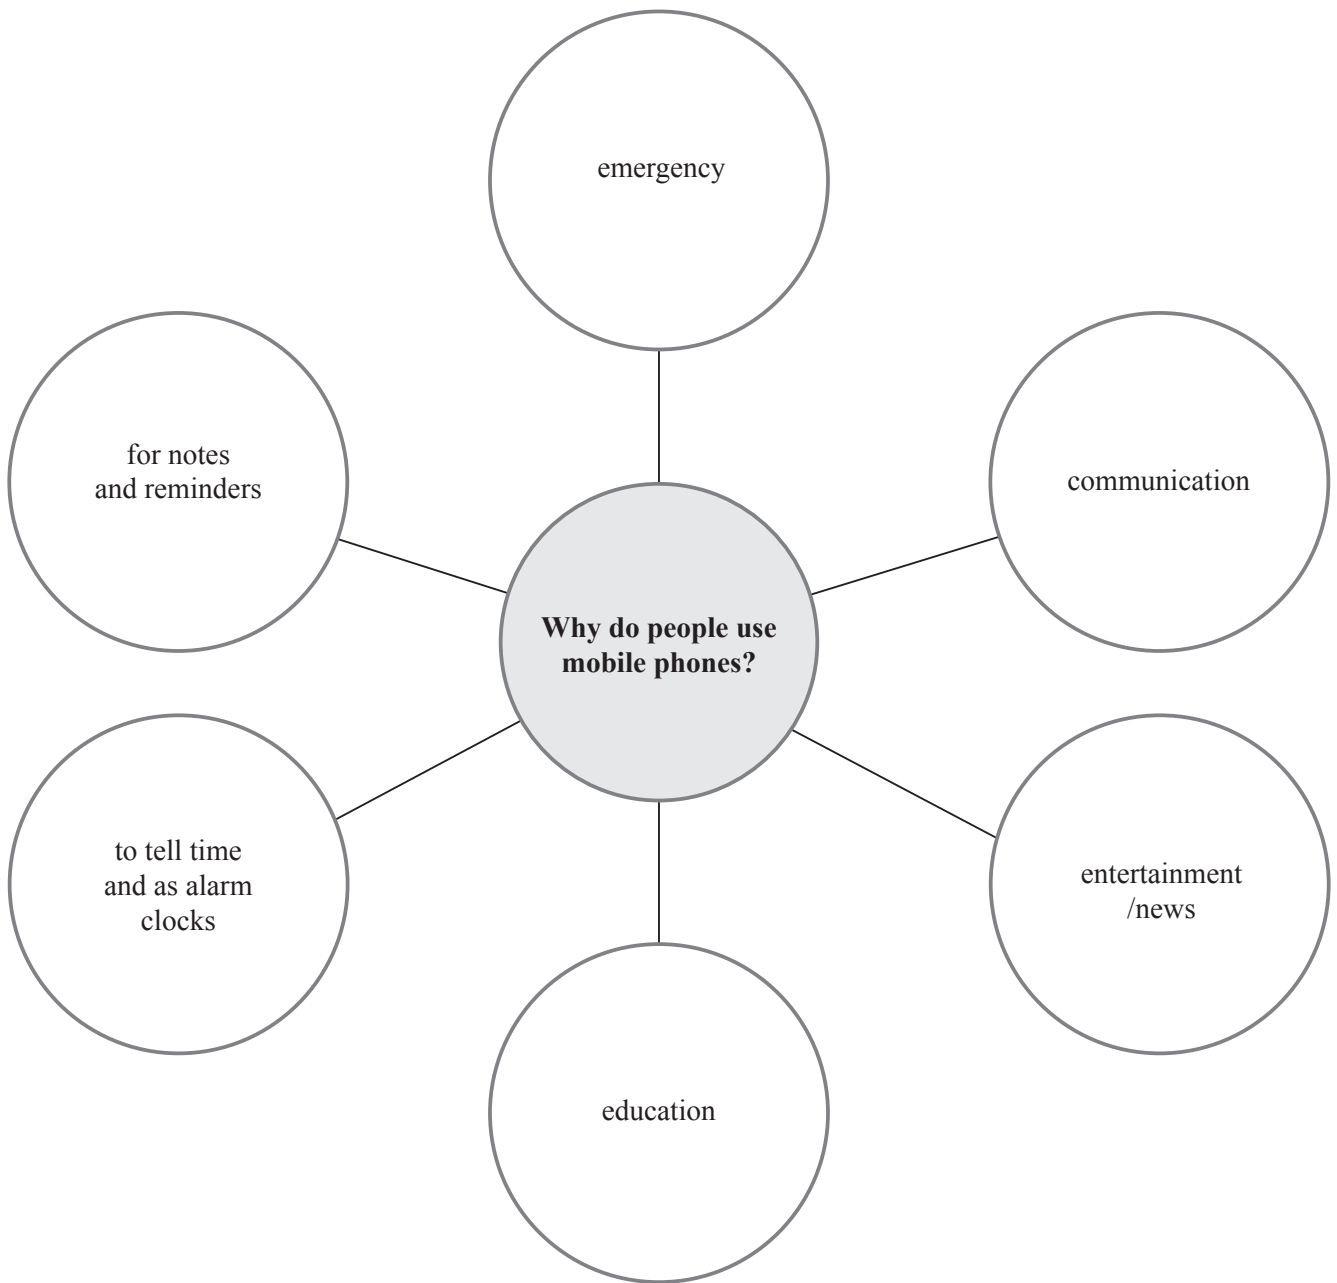 emergency
for notes
and reminders
communication
Why do people use
mobile phones?
to tell time
and as alarm
clocks
entertainment
/news
education